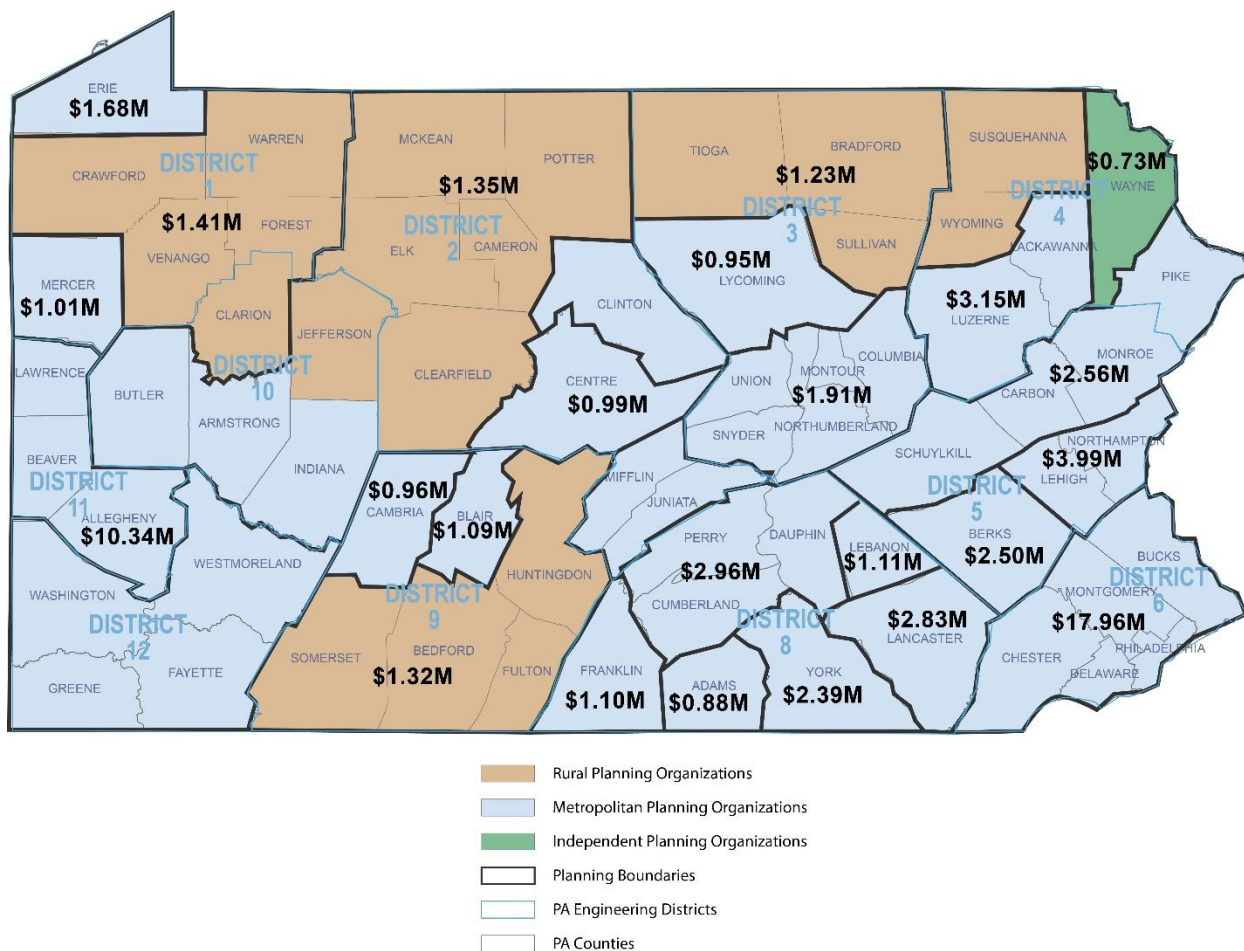 ERIE
$1.68M
WARREN
MCKEAN
POTTER
TIOGA
BRADFORD
SUSQUEHANNA
$0.73M
WAYNE
CRAWFORD
DISTRICT
1
$1.35M
$1.23M
DISTRICT
4
$1.41M
FOREST
DISTRICT
2
ELK
CAMERON
DISTRICT
3
SULLIVAN
WYOMING
LACKAWANNA
VENANGO
MERCER
$1.01M
$0.95M
LYCOMING
PIKE
CLARION
JEFFERSON
CLINTON
$3.15M
LUZERNE
LAWRENCE
BUTLER
DISTRICT
10
CLEARFIELD
CENTRE
$0.99M
UNION
MONTOUR
COLUMBIA
$1.91M
MONROE
$2.56M
CARBON
ARMSTRONG
SNYDER
NORTHUMBERLAND
NORTHAMPTON
$3.99M
LEHIGH
BEAVER
INDIANA
SCHUYLKILL
DISTRICT
11
ALLEGHENY
$10.34M
$0.96M
CAMBRIA
BLAIR
$1.09M
MIFFLIN
JUNIATA
DISTRICT
5
BERKS
$2.50M
WESTMORELAND
PERRY
DAUPHIN
LEBANON
$1.11M
BUCKS
$2.96M
HUNTINGDON
WASHINGTON
DISTRICT
12
DISTRICT
9
CUMBERLAND
DISTRICT
8
$2.83M
LANCASTER
DISTRICT
6
MONTGOMERY
$17.96M
PHILADELPHIA
SOMERSET
BEDFORD
$1.32M
FULTON
FRANKLIN
$1.10M
ADAMS
$0.88M
YORK
$2.39M
CHESTER
DELAWARE
GREENE
FAYETTE
Rural Planning Organizations
Metropolitan Planning Organizations
Independent Planning Organizations
Planning Boundaries
PA Engineering Districts
PA Counties